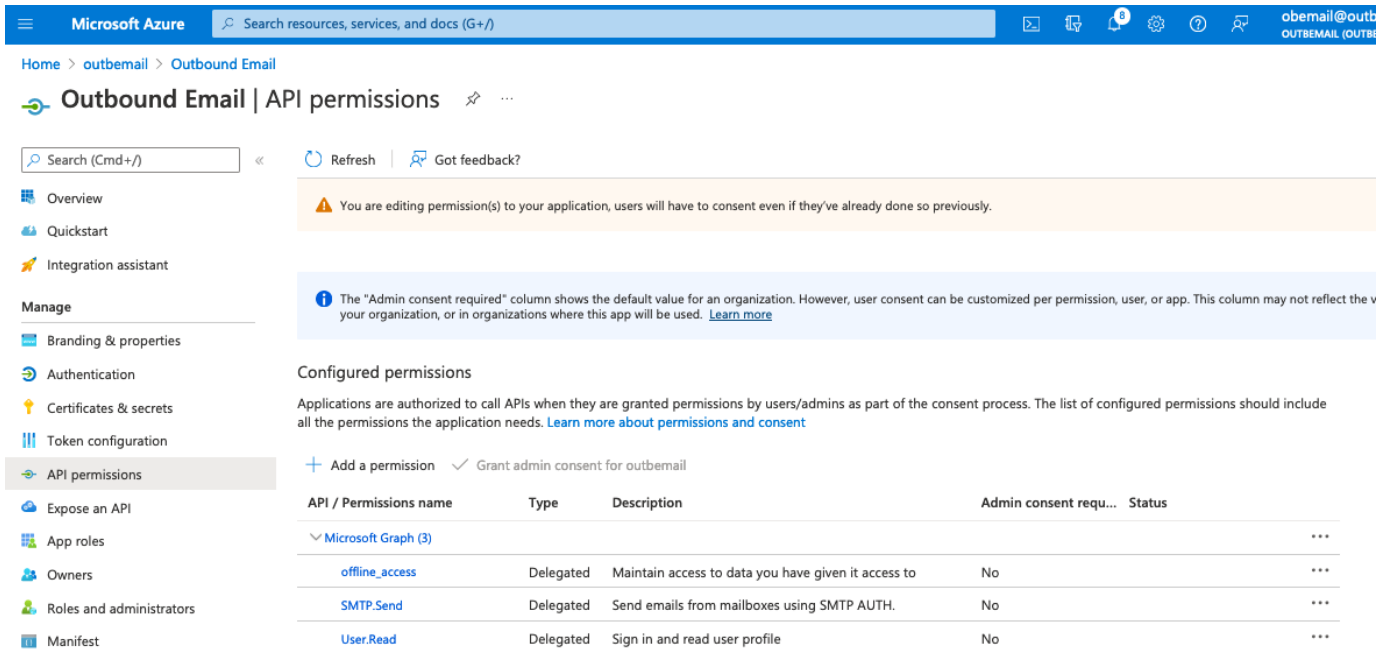 Microsoft Azure
Search resources, services, and docs (G+/)
8
obemail@outb
OUTBEMAIL (OUTBE
Home > outbemail > Outbound Email
Outbound Email | API permissions
...
Search (Cmd+/)
«
Refresh
Got feedback?
Overview
Quickstart
Integration assistant
Manage
Branding & properties
Authentication
Certificates & secrets
Token configuration
API permissions
Expose an API
App roles
Owners
Roles and administrators
Manifest
You are editing permission(s) to your application, users will have to consent even if they've already done so previously.
The "Admin consent required" column shows the default value for an organization. However, user consent can be customized per permission, user, or app. This column may not reflect the v
your organization, or in organizations where this app will be used. Learn more
Configured permissions
Applications are authorized to call APIs when they are granted permissions by users/admins as part of the consent process. The list of configured permissions should include
all the permissions the application needs. Learn more about permissions and consent
Add a permission Grant admin consent for outbemail
API / Permissions name Type Description Admin consent requ... Status
Microsoft Graph (3) ...
offline_access Delegated Maintain access to data you have given it access to No ...
SMTP.Send Delegated Send emails from mailboxes using SMTP AUTH. No ...
User.Read Delegated Sign in and read user profile No ...